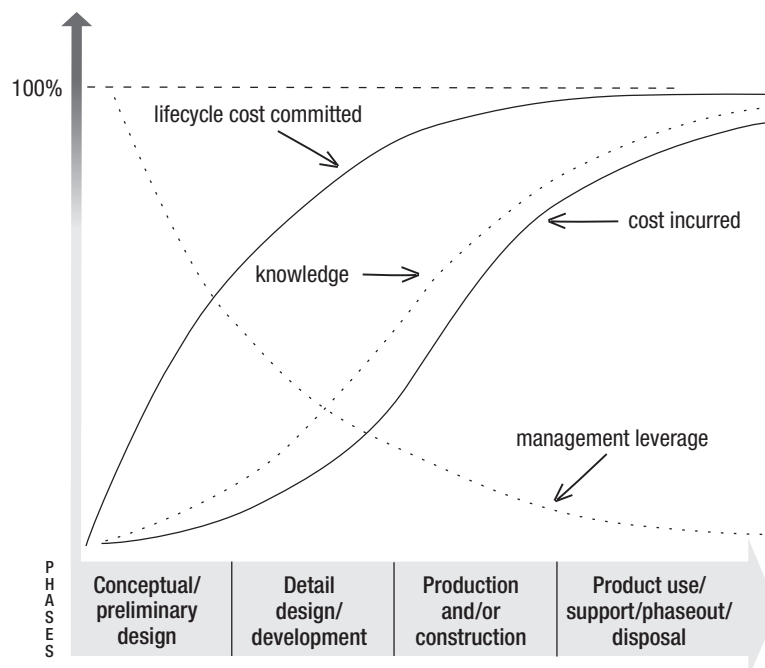 100%
lifecycle cost committed
cost incurred
knowledge
management leverage
PHASES
Conceptual/
preliminary
design
Detail
design/
development
Production
and/or
construction
Product use/
support/phaseout/
disposal